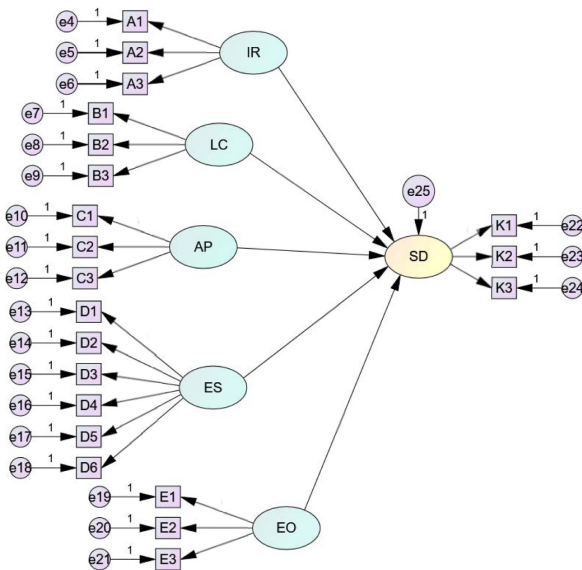 e4 1 A1
e5 1 A2
e6 1 A3
IR
e7 1 B1
e8 1 B2
e9 1 B3
LC
e10 1 C1
e11 1 C2
e12 1 C3
AP
e13 1 D1
e14 1 D2
e15 1 D3
e16 1 D4
e17 1 D5
e18 1 D6
ES
e19 1 E1
e20 1 E2
e21 1 E3
EO
e25
1
SD
K1 1 e22
K2 1 e23
K3 1 e24